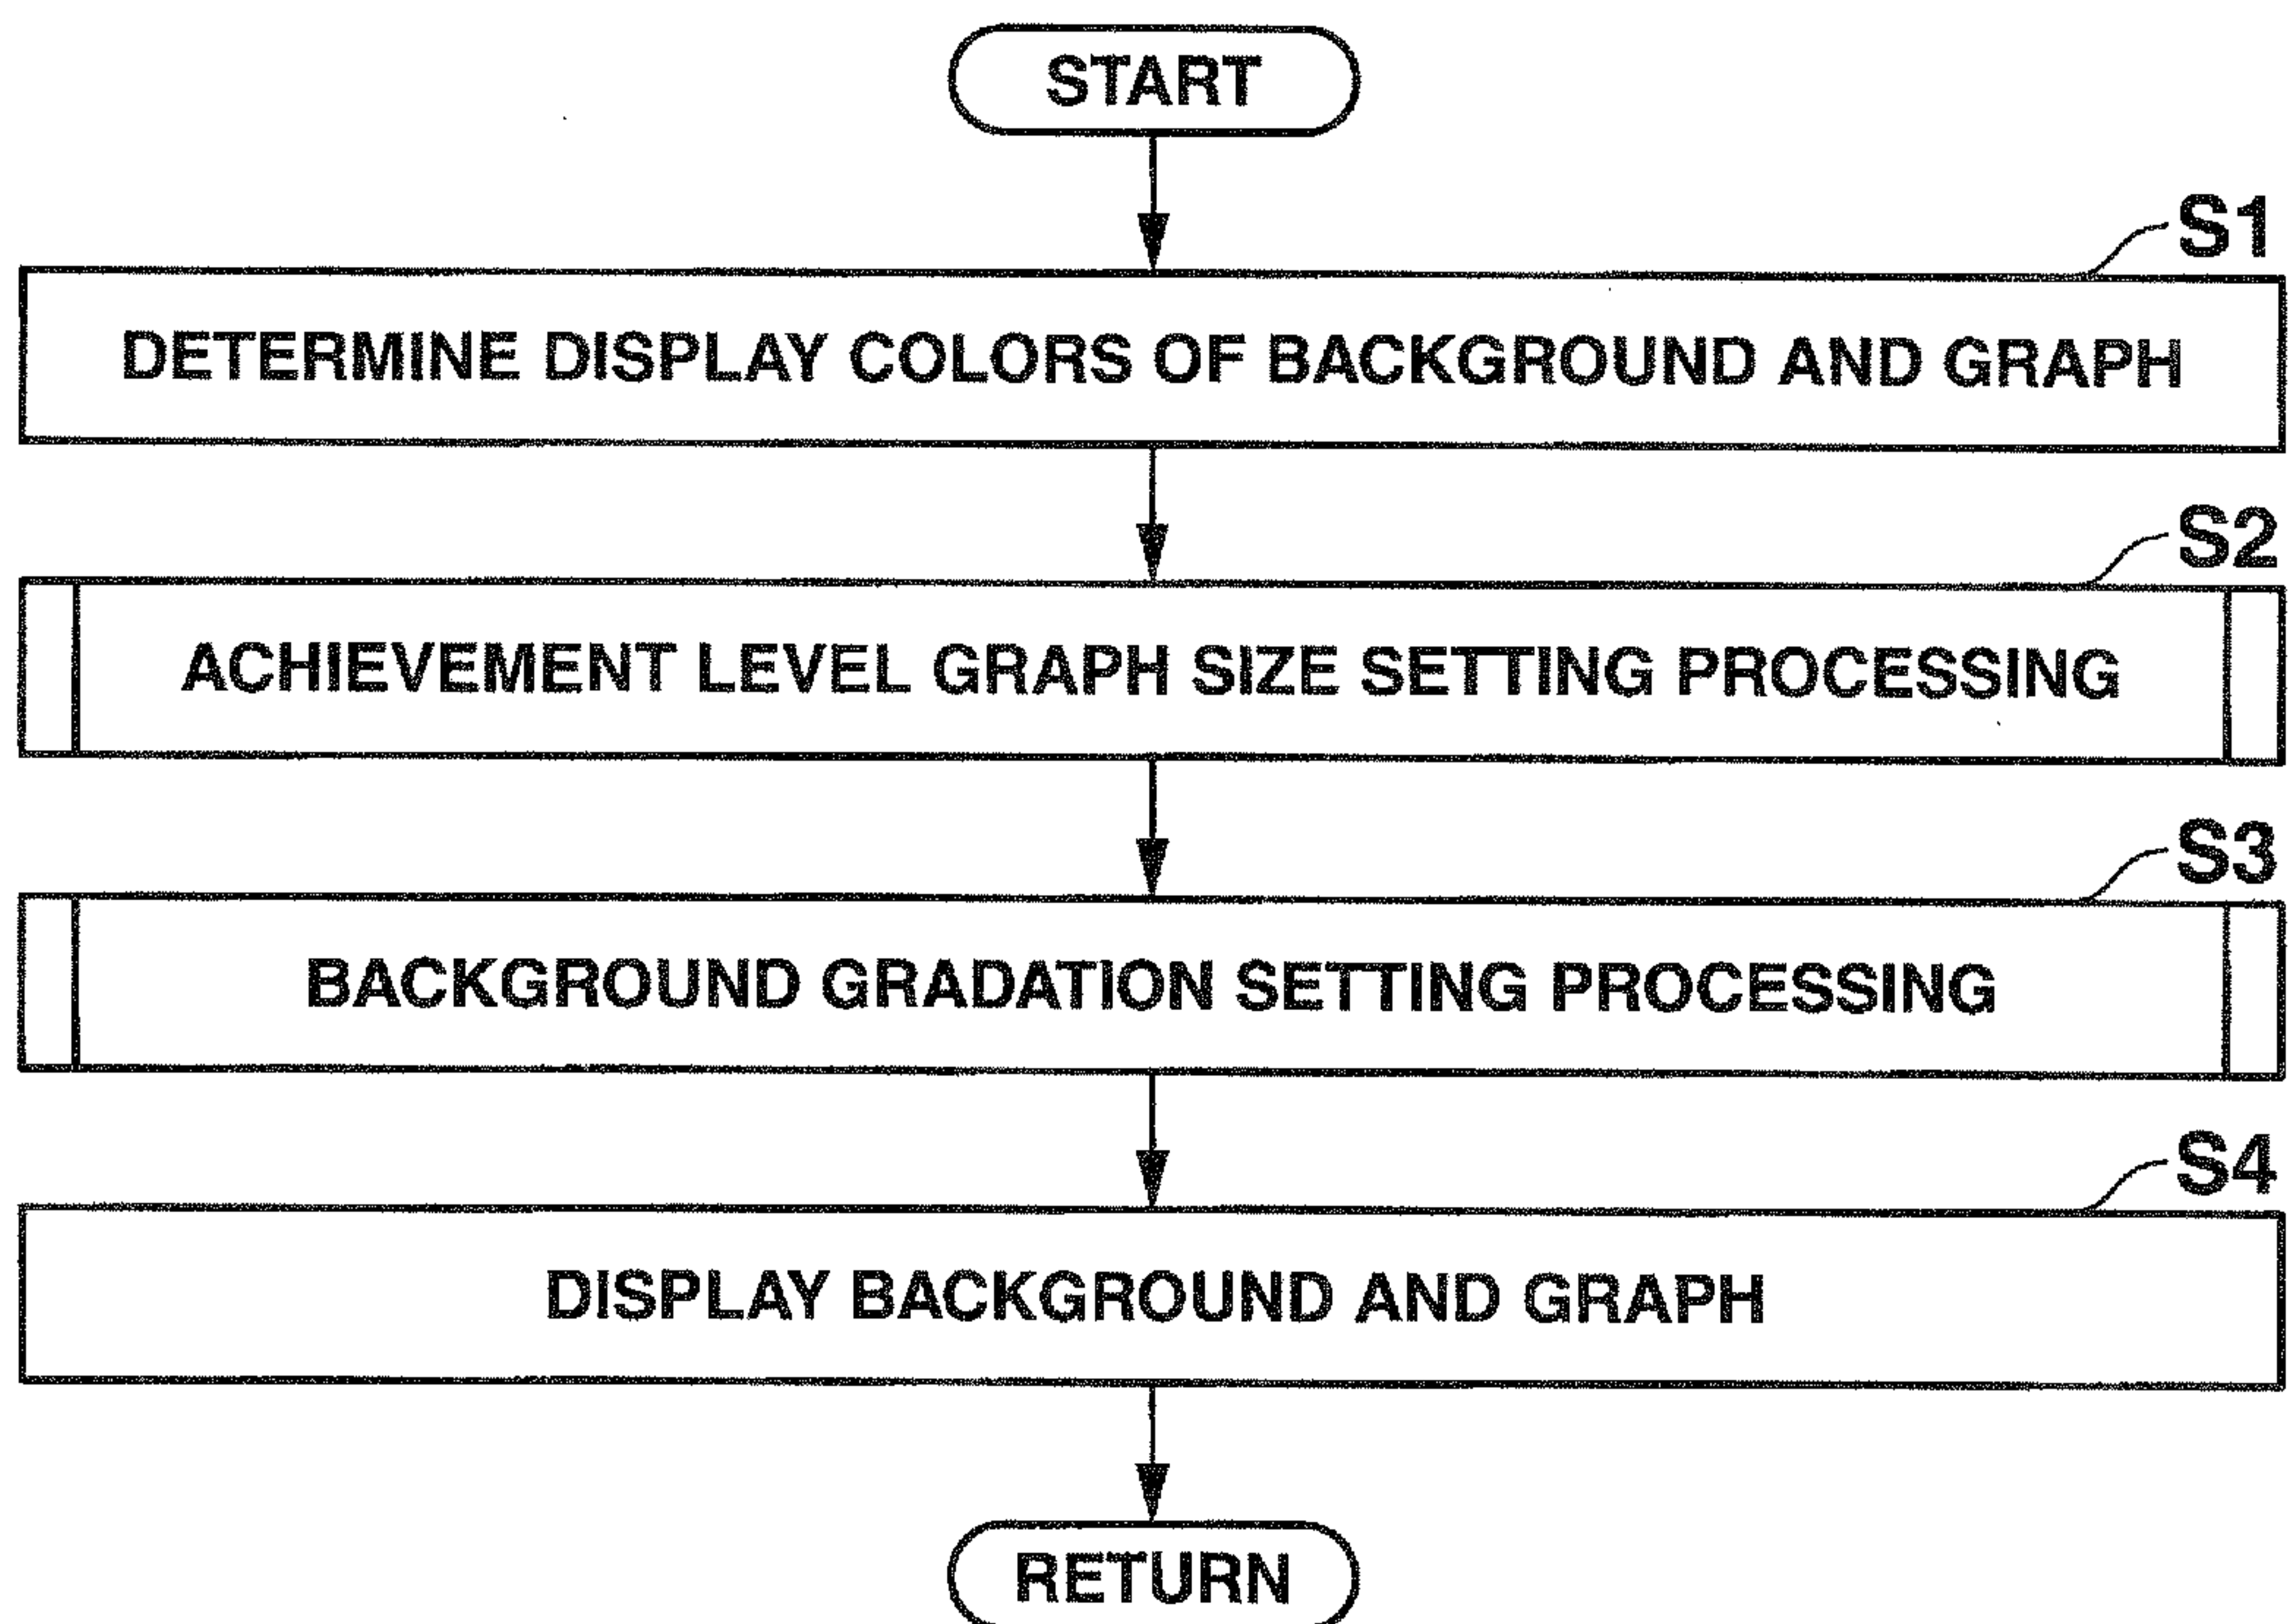 START
S1
DETERMINE DISPLAY COLORS OF BACKGROUND AND GRAPH
S2
ACHIEVEMENT LEVEL GRAPH SIZE SETTING PROCESSING
S3
BACKGROUND GRADATION SETTING PROCESSING
S4
DISPLAY BACKGROUND AND GRAPH
RETURN